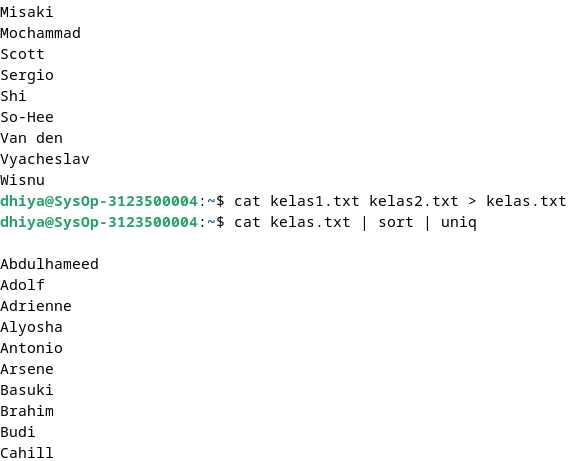 Misaki
Mochammad
Scott
Sergio
Shi
So-Hee
Van den
Vyacheslav
Wisnu
dhiya@SysOp-3123500004:~$ cat kelas1.txt kelas2.txt > kelas.txt
dhiya@SysOp-3123500004:~$ cat kelas.txt | sort | uniq

Abdulhameed
Adolf
Adrienne
Alyosha
Antonio
Arsene
Basuki
Brahim
Budi
Cahill